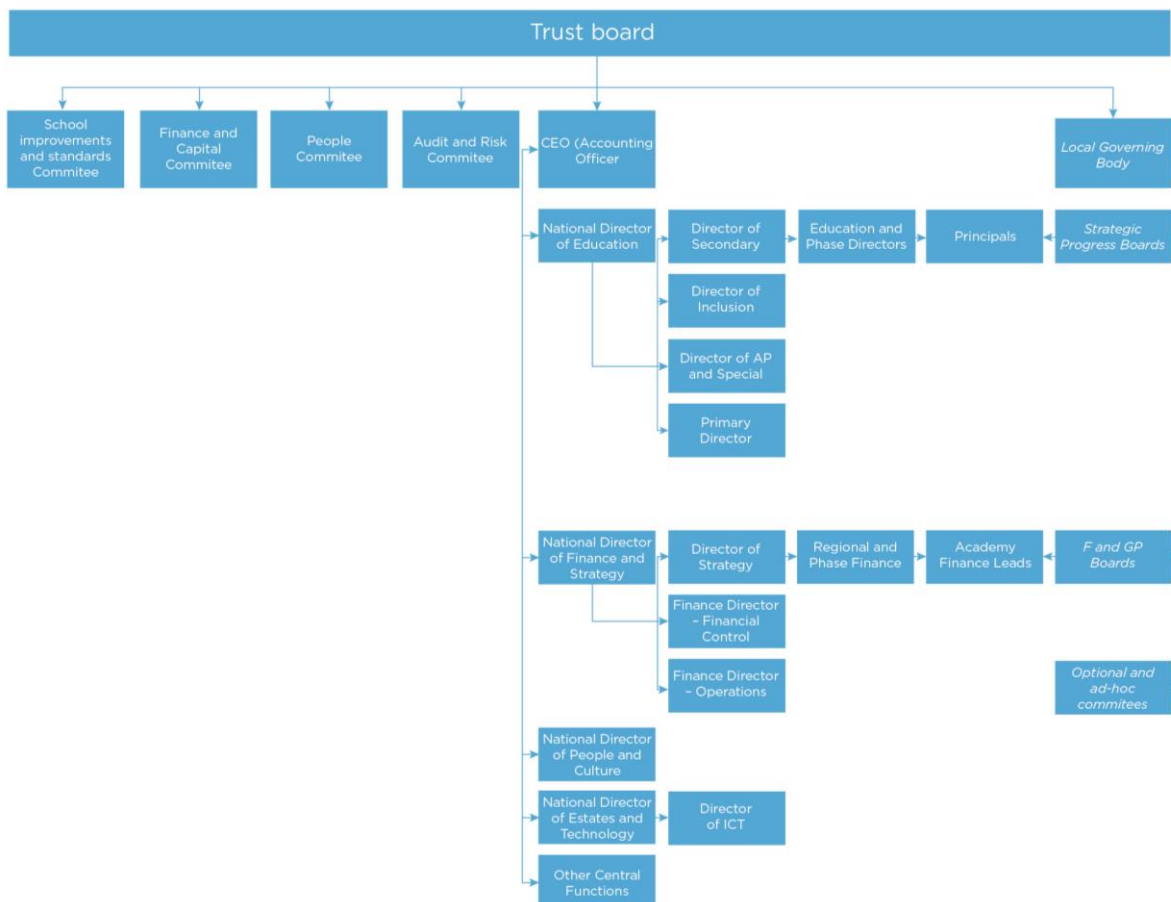 Trust board
School
improvements
and standards
Commitee
Finance and
Capital
Commitee
People
Commitee
Audit and Risk
Commitee
CEO (Accounting
Officer
Local Governing
Body
National Director
of Education
Director of
Secondary
Education and
Phase Directors
Principals
Strategic
Progress Boards
Director of
Inclusion
Director of AP
and Special
Primary
Director
National Director
of Finance and
Strategy
Director of
Strategy
Regional and
Phase Finance
Academy
Finance Leads
F and GP
Boards
Finance Director
– Financial
Control
Finance Director
– Operations
Optional and
ad-hoc
commitees
National Director
of People and
Culture
National Director
of Estates and
Technology
Director
of ICT
Other Central
Functions